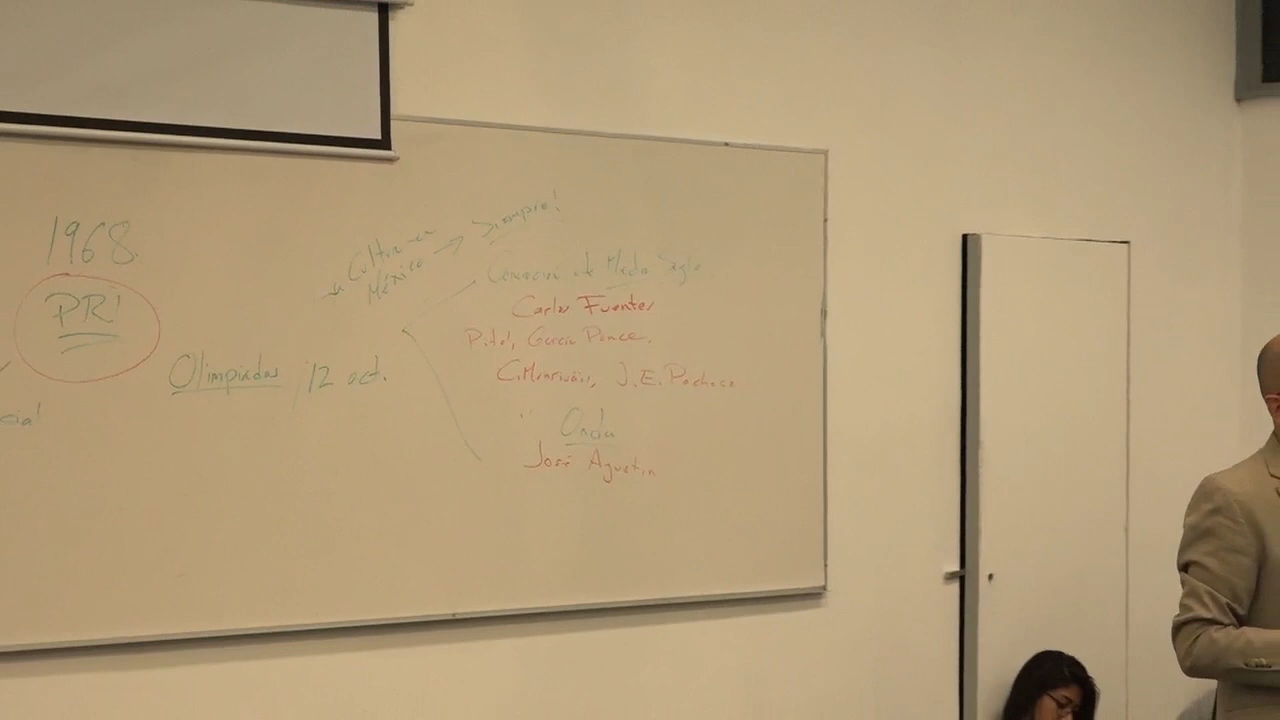 1968.
PRI
Olimpiadas / 12 oct.
Cultura en
México → Siempre!
Generación de Medio Siglo
Carlos Fuentes
Pitol, García Ponce,
C. Monsiváis, J. E. Pacheco
Onda
José Agustín